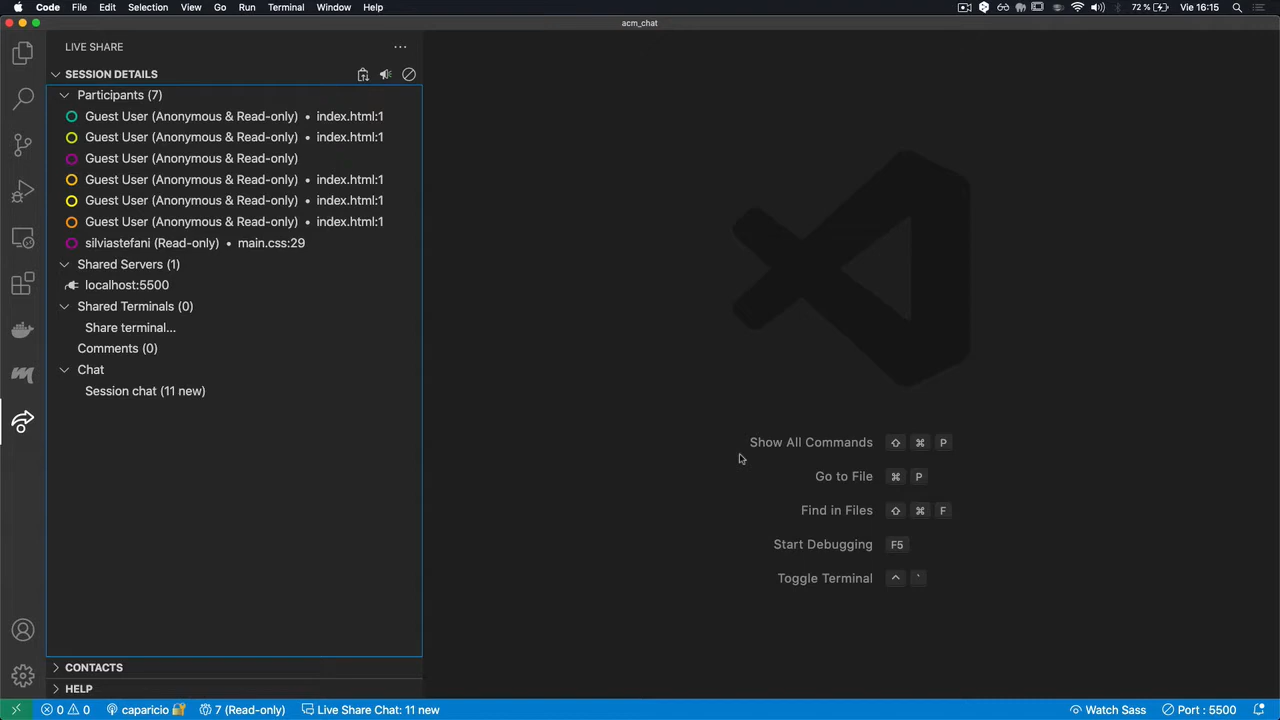 Code File Edit Selection View Go Run Terminal Window Help 72 % Vie 16:15
acm_chat
LIVE SHARE
SESSION DETAILS
Participants (7)
Guest User (Anonymous & Read-only) • index.html:1
Guest User (Anonymous & Read-only) • index.html:1
Guest User (Anonymous & Read-only)
Guest User (Anonymous & Read-only) • index.html:1
Guest User (Anonymous & Read-only) • index.html:1
Guest User (Anonymous & Read-only) • index.html:1
silviastefani (Read-only) • main.css:29
Shared Servers (1)
localhost:5500
Shared Terminals (0)
Share terminal...
Comments (0)
Chat
Session chat (11 new)
Show All Commands ⇧ ⌘ P
Go to File ⌘ P
Find in Files ⇧ ⌘ F
Start Debugging F5
Toggle Terminal ^ `
CONTACTS
HELP
0 0 caparicio 7 (Read-only) Live Share Chat: 11 new Watch Sass Port : 5500